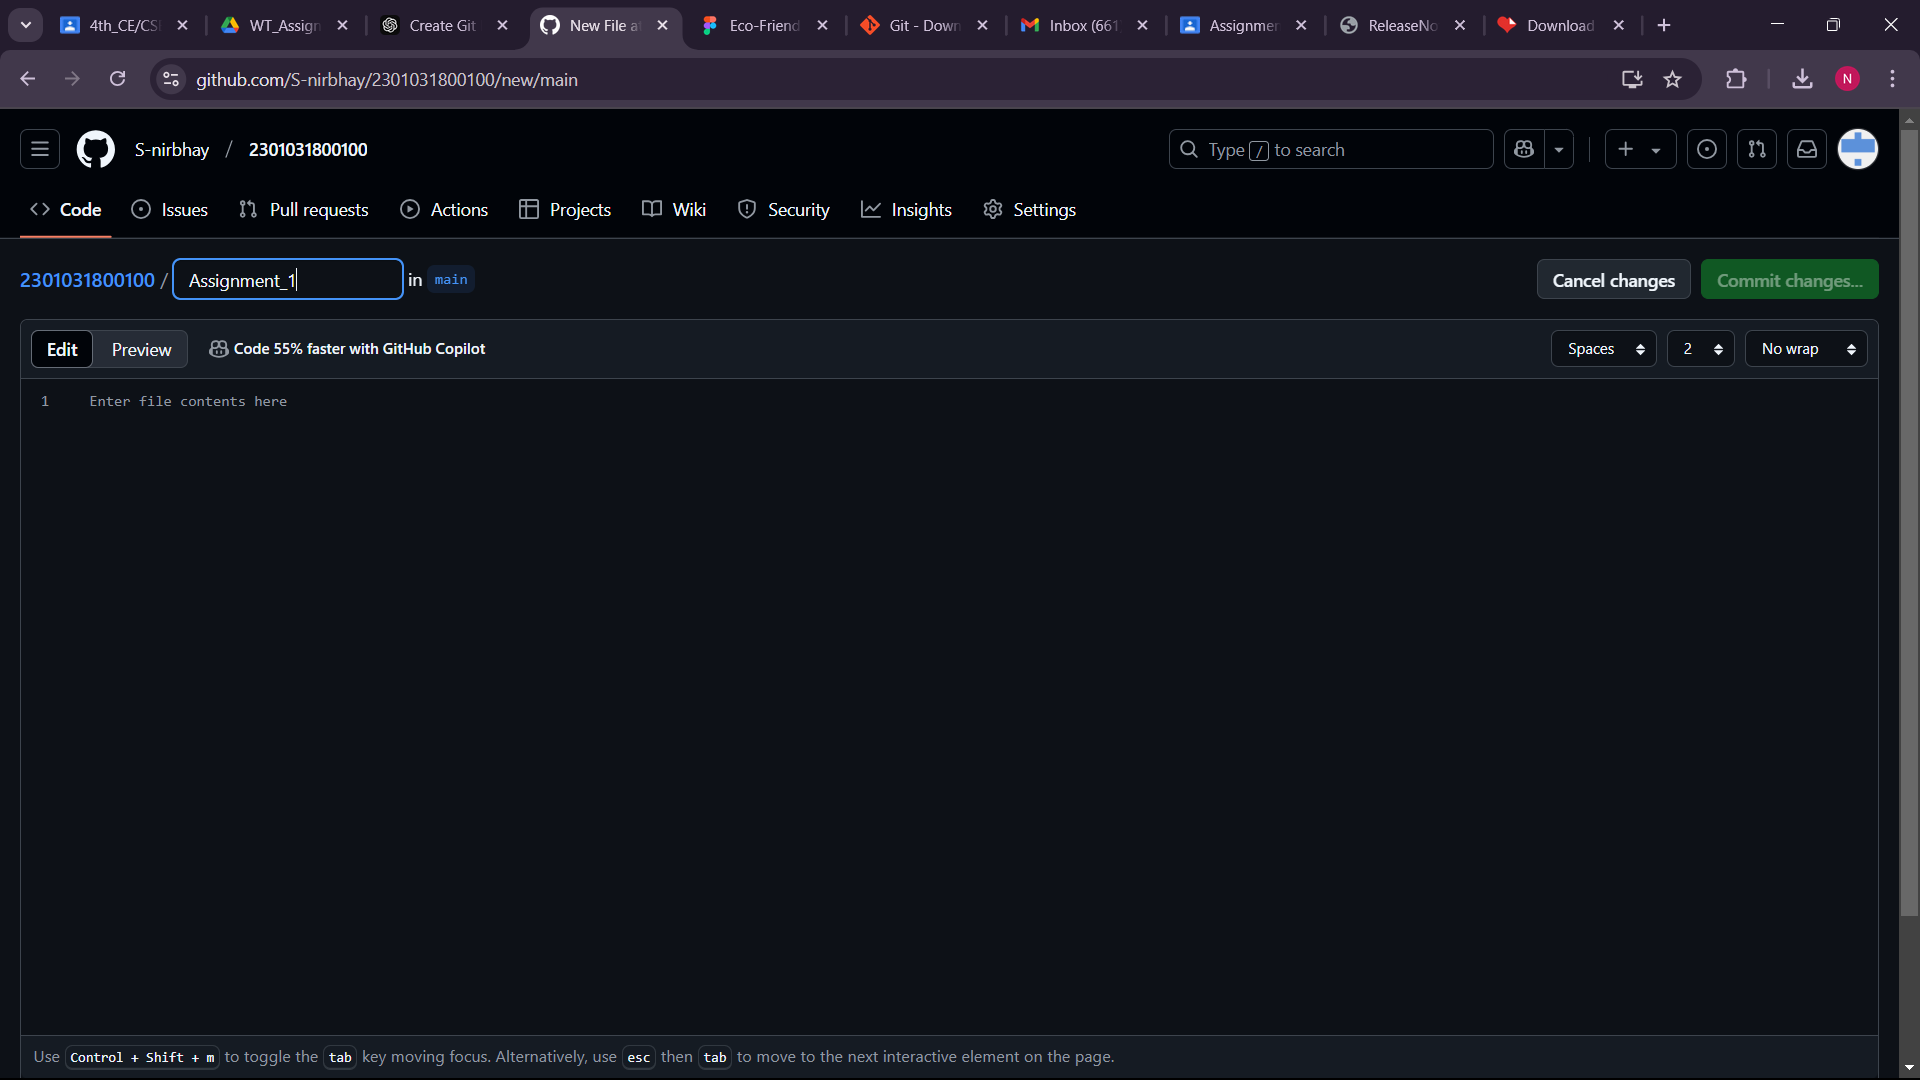 4th_CE/CS
WT_Assign
Create Git
New File a
Eco-Friend
Git - Down
Inbox (661
Assignmen
ReleaseNo
Download
github.com/S-nirbhay/2301031800100/new/main
N
S-nirbhay / 2301031800100
Type / to search
Code
Issues
Pull requests
Actions
Projects
Wiki
Security
Insights
Settings
2301031800100 / Assignment_1 in main
Cancel changes
Commit changes...
Edit
Preview
Code 55% faster with GitHub Copilot
Spaces
2
No wrap
1 Enter file contents here
Use Control + Shift + m to toggle the tab key moving focus. Alternatively, use esc then tab to move to the next interactive element on the page.